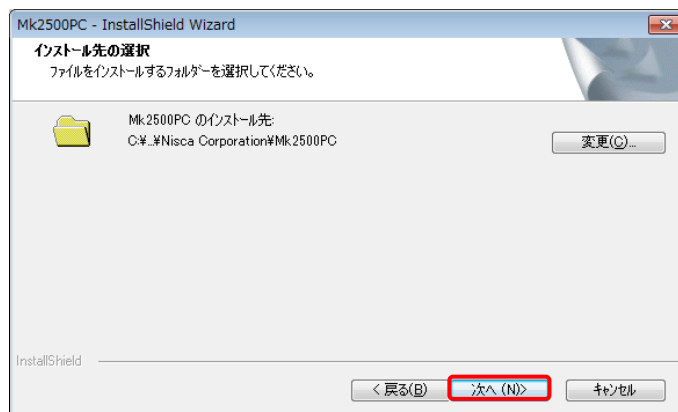 Mk2500PC - InstallShield Wizard
インストール先の選択
ファイルをインストールするフォルダーを選択してください。
Mk2500PC のインストール先:
C:¥...¥Nisca Corporation¥Mk2500PC
変更(C)...
InstallShield
< 戻る(B)
次へ (N)>
キャンセル